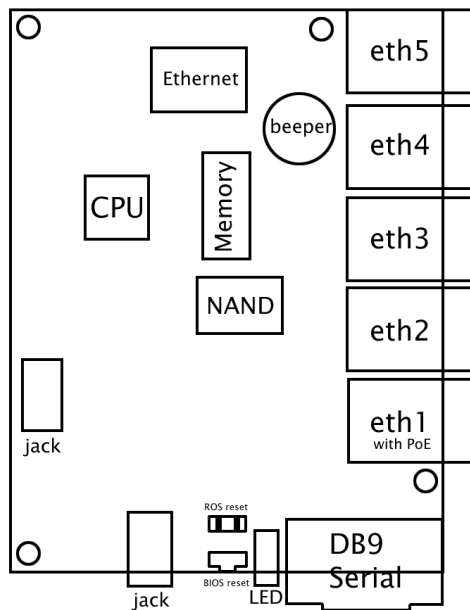 eth5
Ethernet
beeper
eth4
Memory
CPU
eth3
NAND
eth2
eth1
with PoE
jack
ROS reset
DB9
Serial
BIOS reset
LED
jack